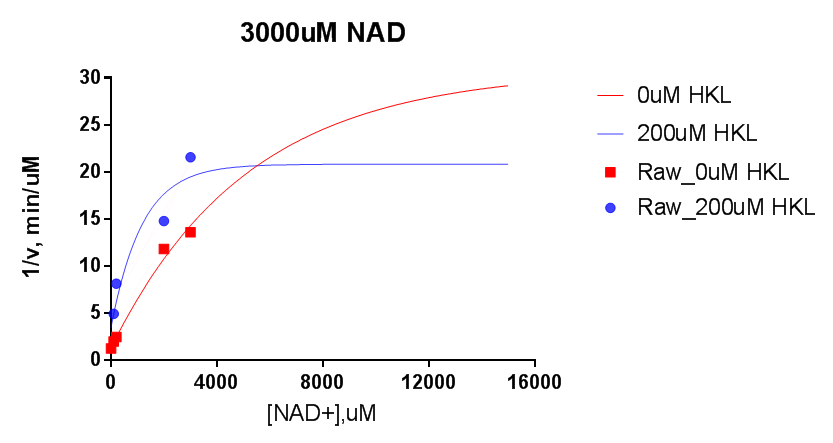 3000uM NAD
1/v, min/uM
30
25
20
15
10
5
0
0
4000
8000
12000
16000
[NAD+],uM
0uM HKL
200uM HKL
Raw_0uM HKL
Raw_200uM HKL